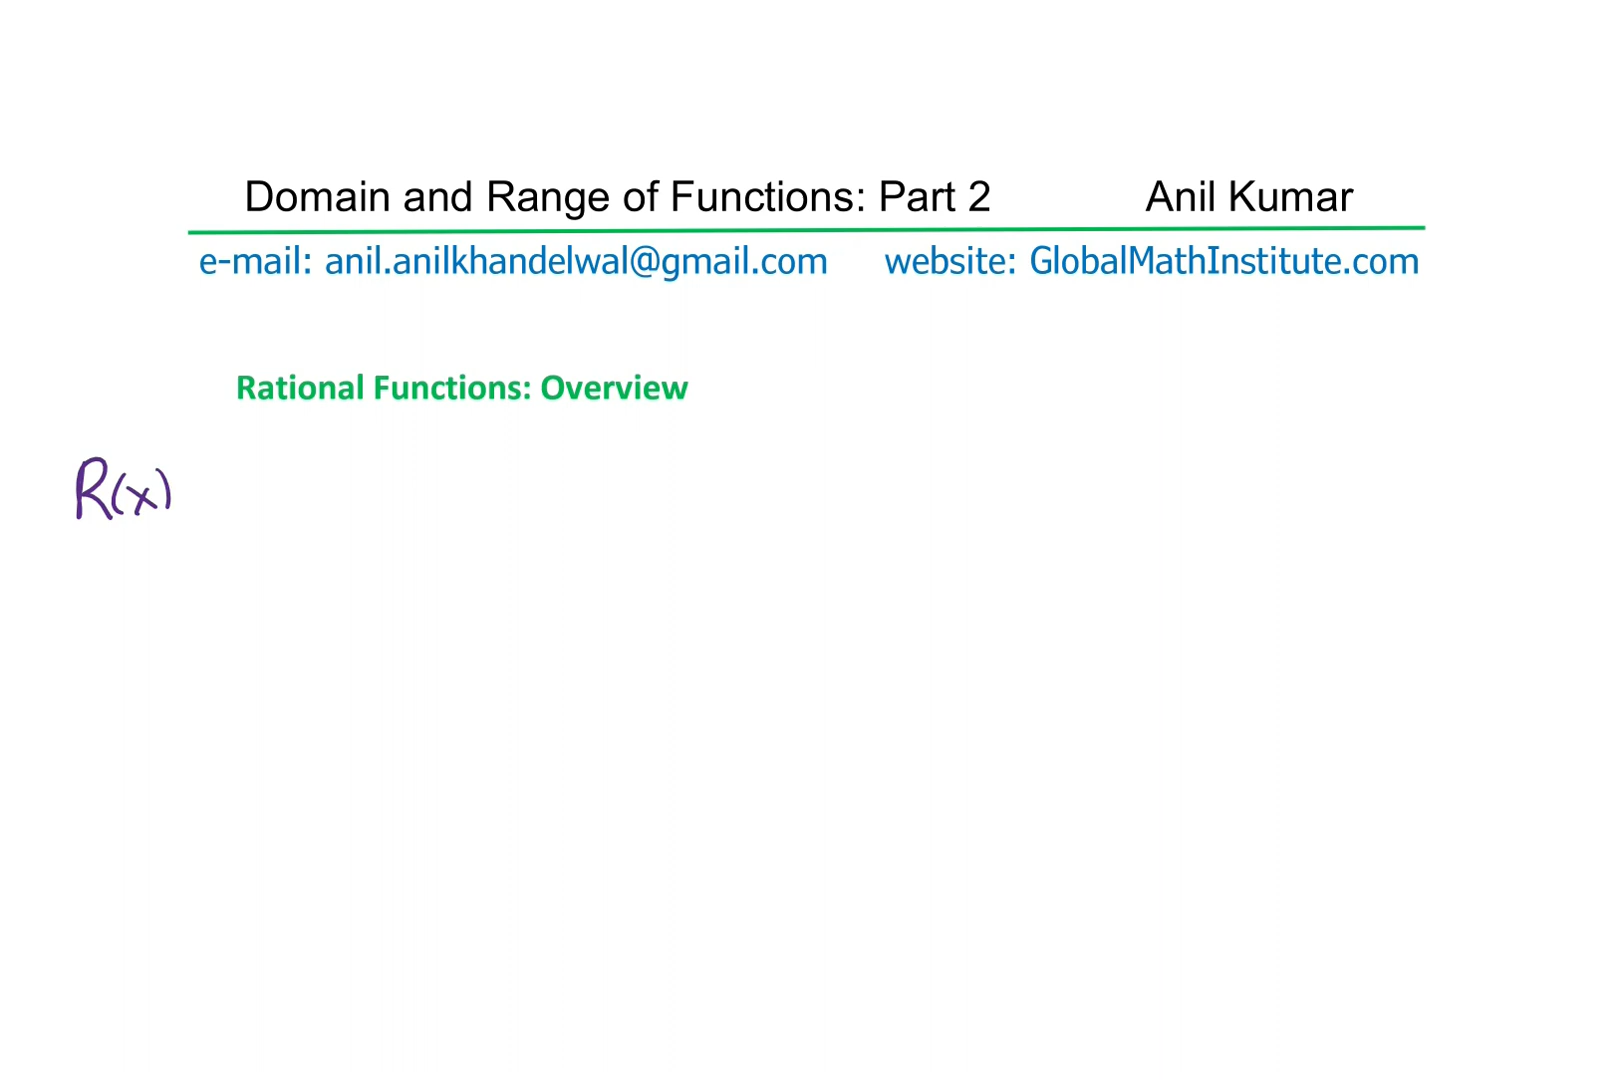 Domain and Range of Functions: Part 2 Anil Kumar
e-mail: anil.anilkhandelwal@gmail.com website: GlobalMathInstitute.com
Rational Functions: Overview
R(x)